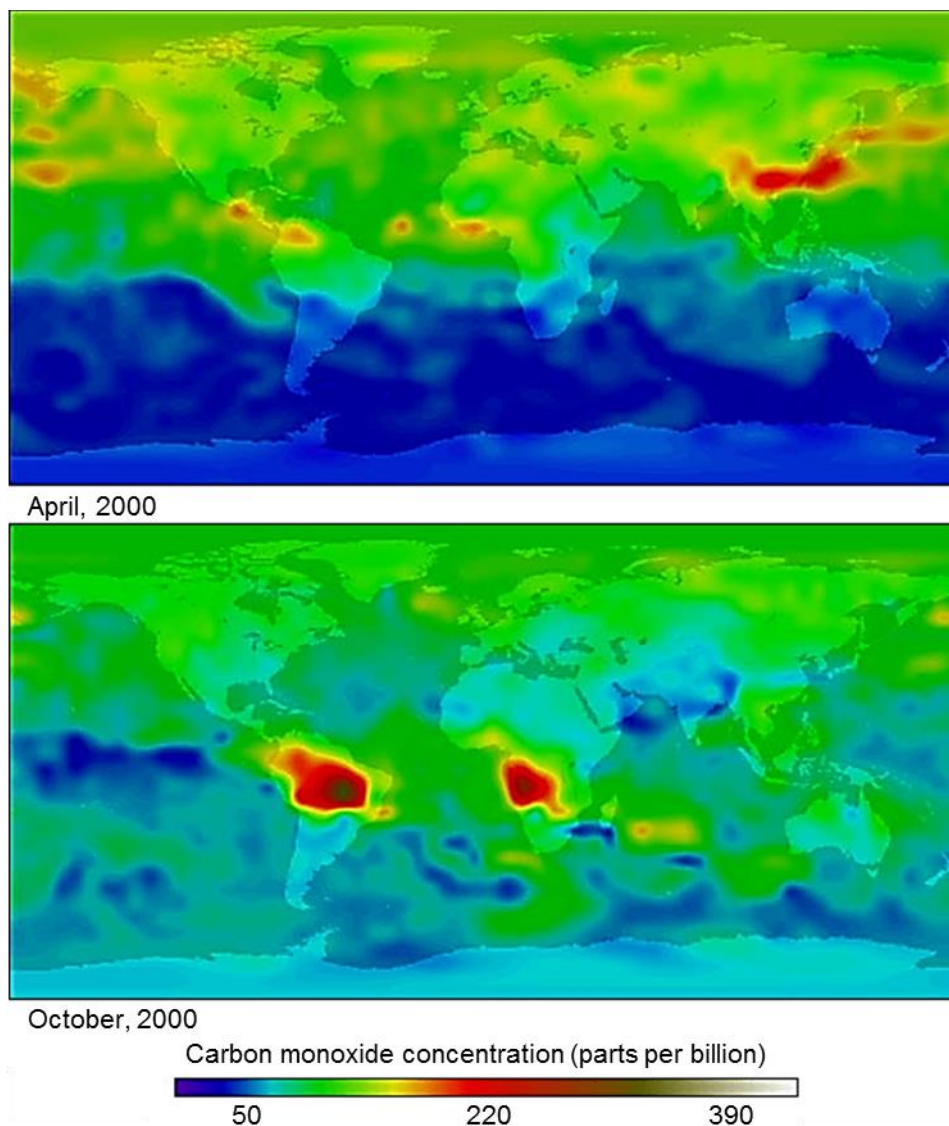 April, 2000
October, 2000
Carbon monoxide concentration (parts per billion)
50 220 390